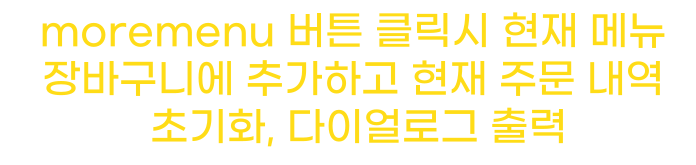 moremenu 버튼 클릭시 현재 메뉴
장바구니에 추가하고 현재 주문 내역
초기화, 다이얼로그 출력